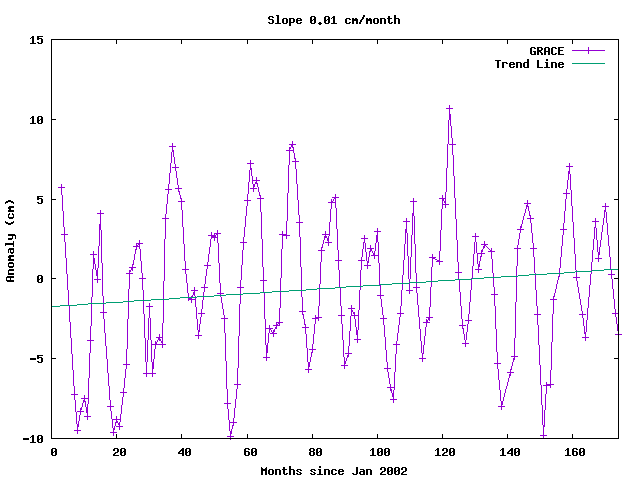 Slope 0.01 cm/month
GRACE
Trend Line
15
10
5
0
-5
-10
Anomaly (cm)
0 20 40 60 80 100 120 140 160
Months since Jan 2002